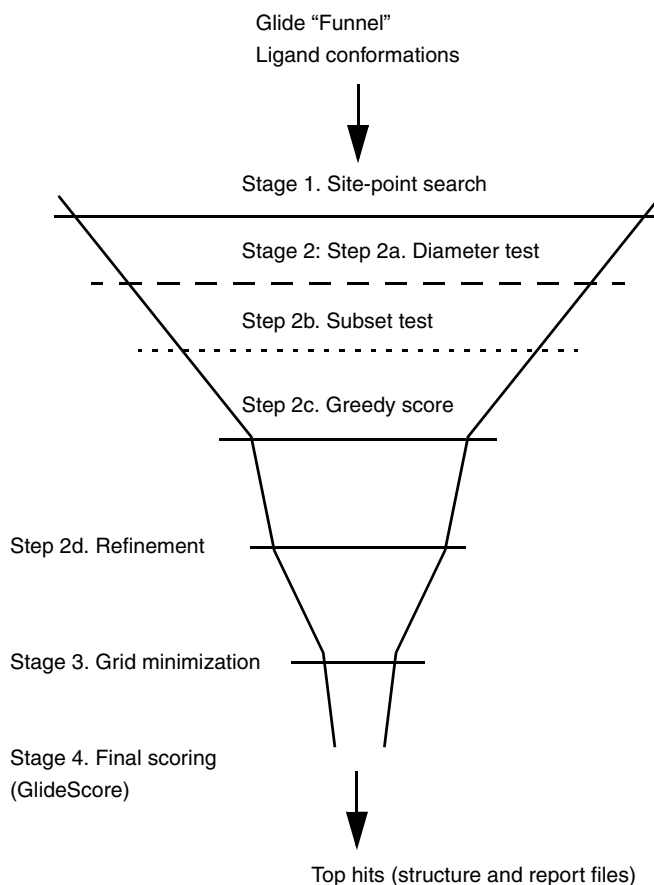 Glide “Funnel”
Ligand conformations
Stage 1. Site-point search
Stage 2: Step 2a. Diameter test
Step 2b. Subset test
Step 2c. Greedy score
Step 2d. Refinement
Stage 3. Grid minimization
Stage 4. Final scoring
(GlideScore)
Top hits (structure and report files)